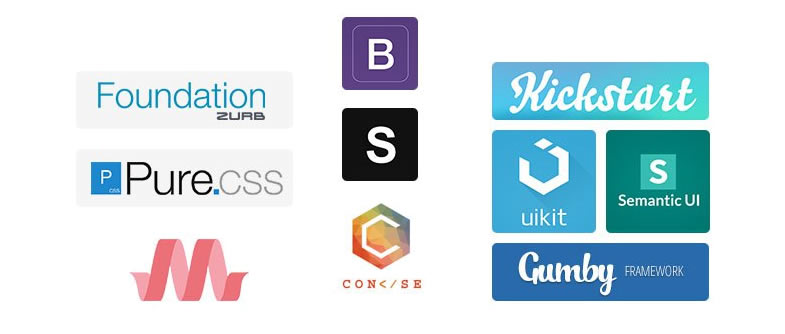 Foundation
ZURB
P
css
Pure.css
M
B
S
C
CON</SE
Kickstart
uikit
S
Semantic UI
Gumby FRAMEWORK